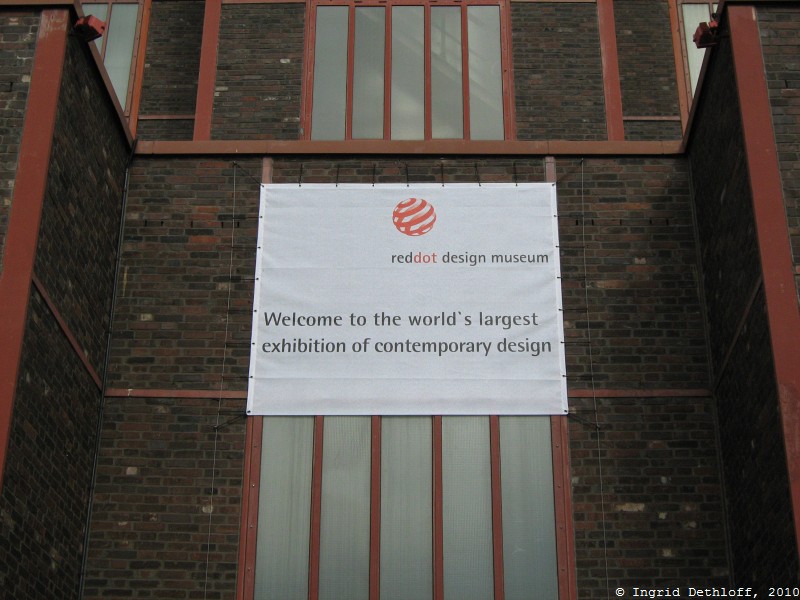 reddot design museum
Welcome to the world`s largest
exhibition of contemporary design
© Ingrid Dethloff, 2010